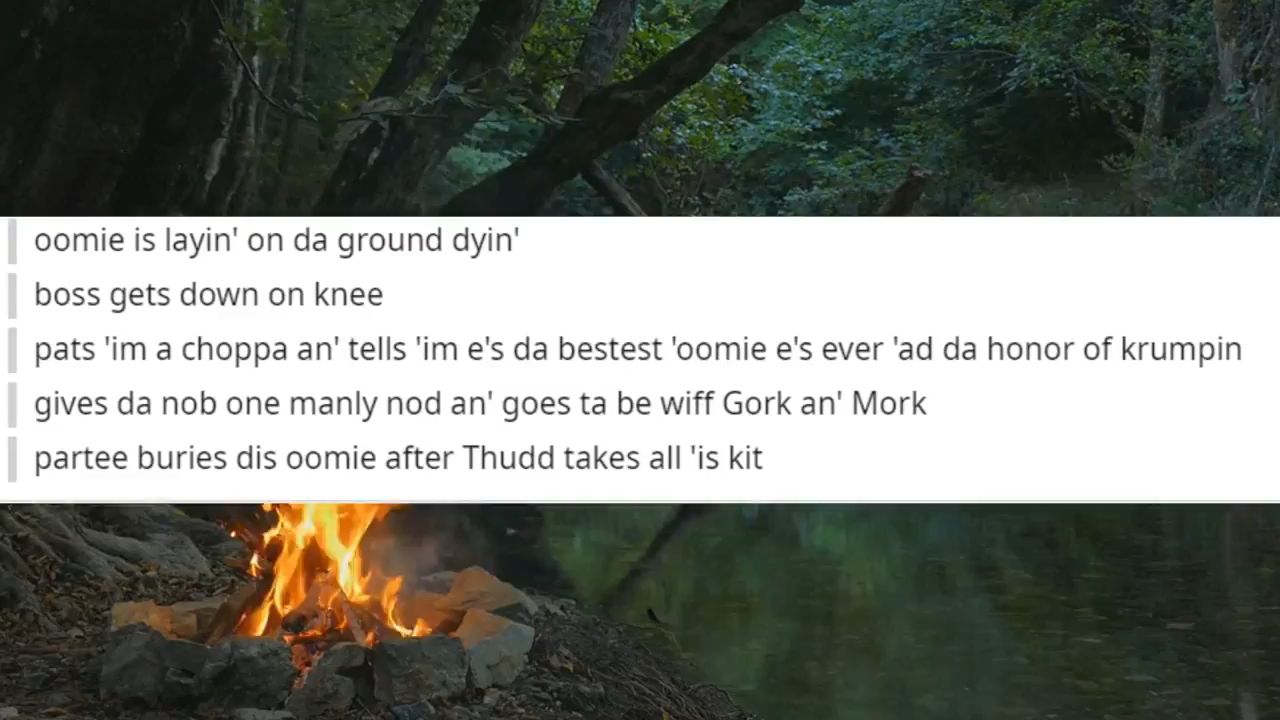 oomie is layin' on da ground dyin'
boss gets down on knee
pats 'im a choppa an' tells 'im e's da bestest 'oomie e's ever 'ad da honor of krumpin
gives da nob one manly nod an' goes ta be wiff Gork an' Mork
partee buries dis oomie after Thudd takes all 'is kit